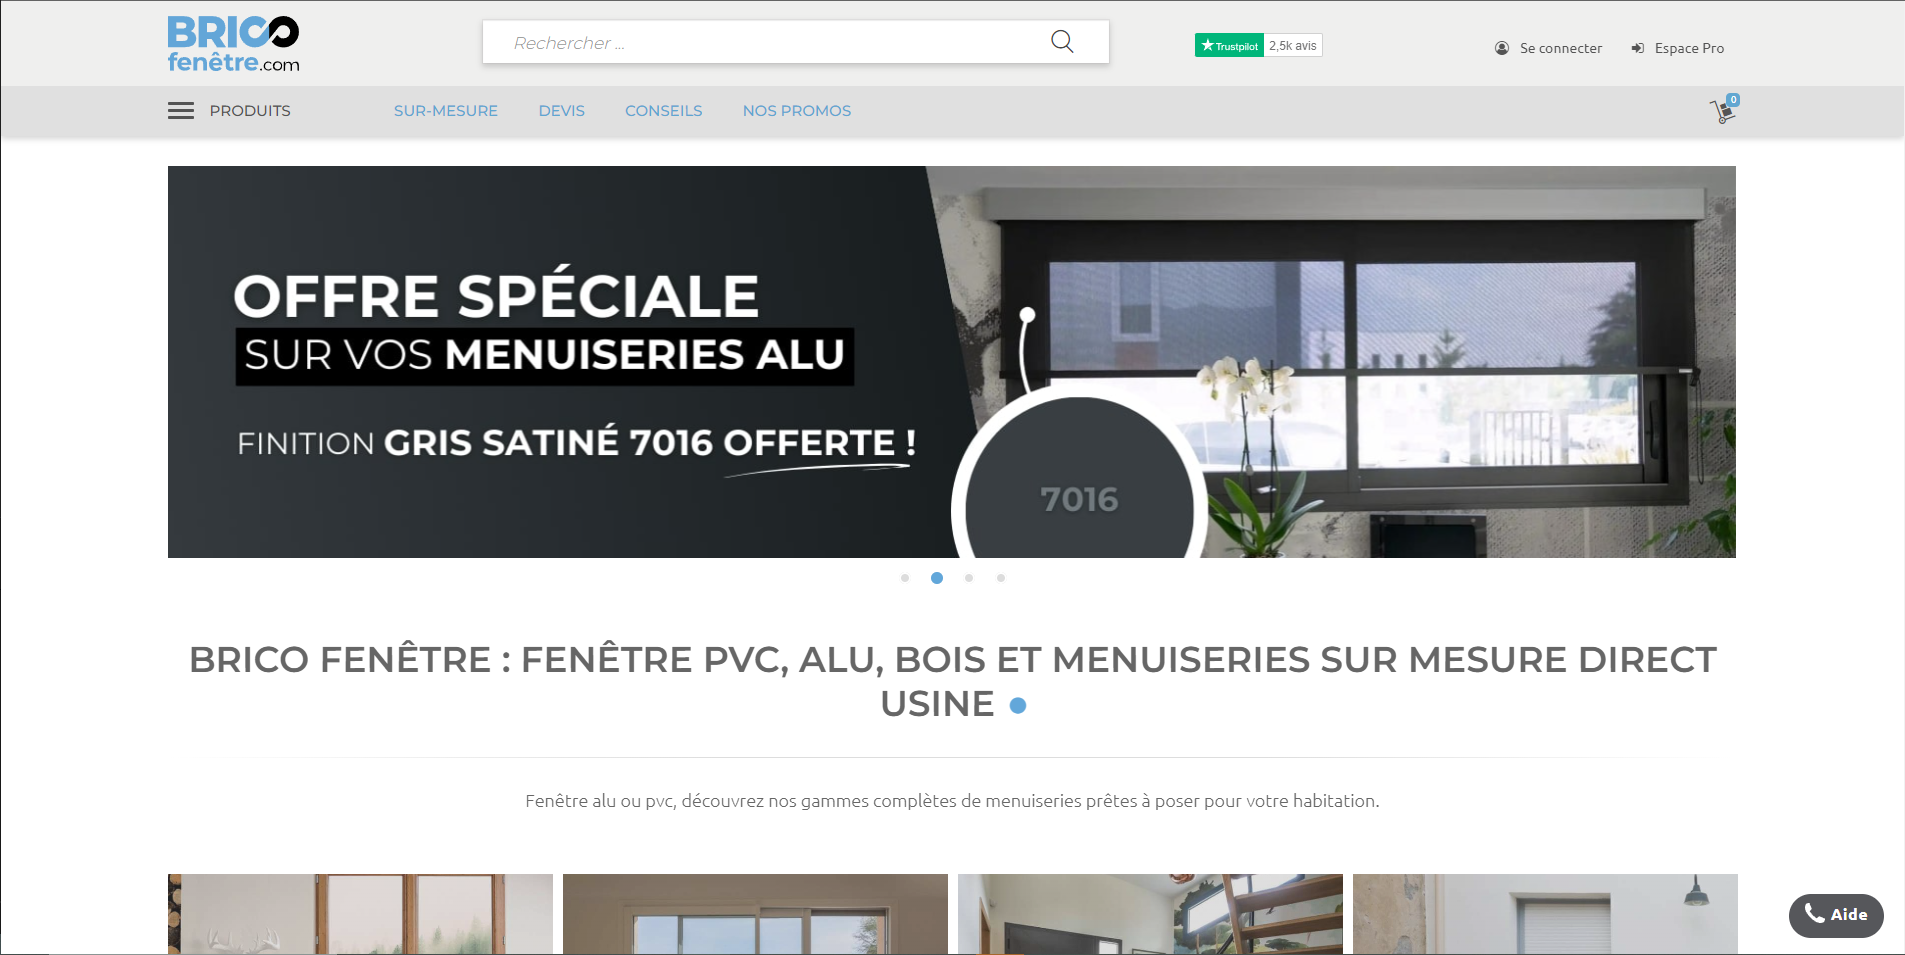 BRICO
fenêtre.com
Rechercher ...
Trustpilot 2,5k avis
Se connecter
Espace Pro
PRODUITS
SUR-MESURE
DEVIS
CONSEILS
NOS PROMOS
0
OFFRE SPÉCIALE
SUR VOS MENUISERIES ALU
FINITION GRIS SATINÉ 7016 OFFERTE !
7016
BRICO FENÊTRE : FENÊTRE PVC, ALU, BOIS ET MENUISERIES SUR MESURE DIRECT
USINE
Fenêtre alu ou pvc, découvrez nos gammes complètes de menuiseries prêtes à poser pour votre habitation.
Aide